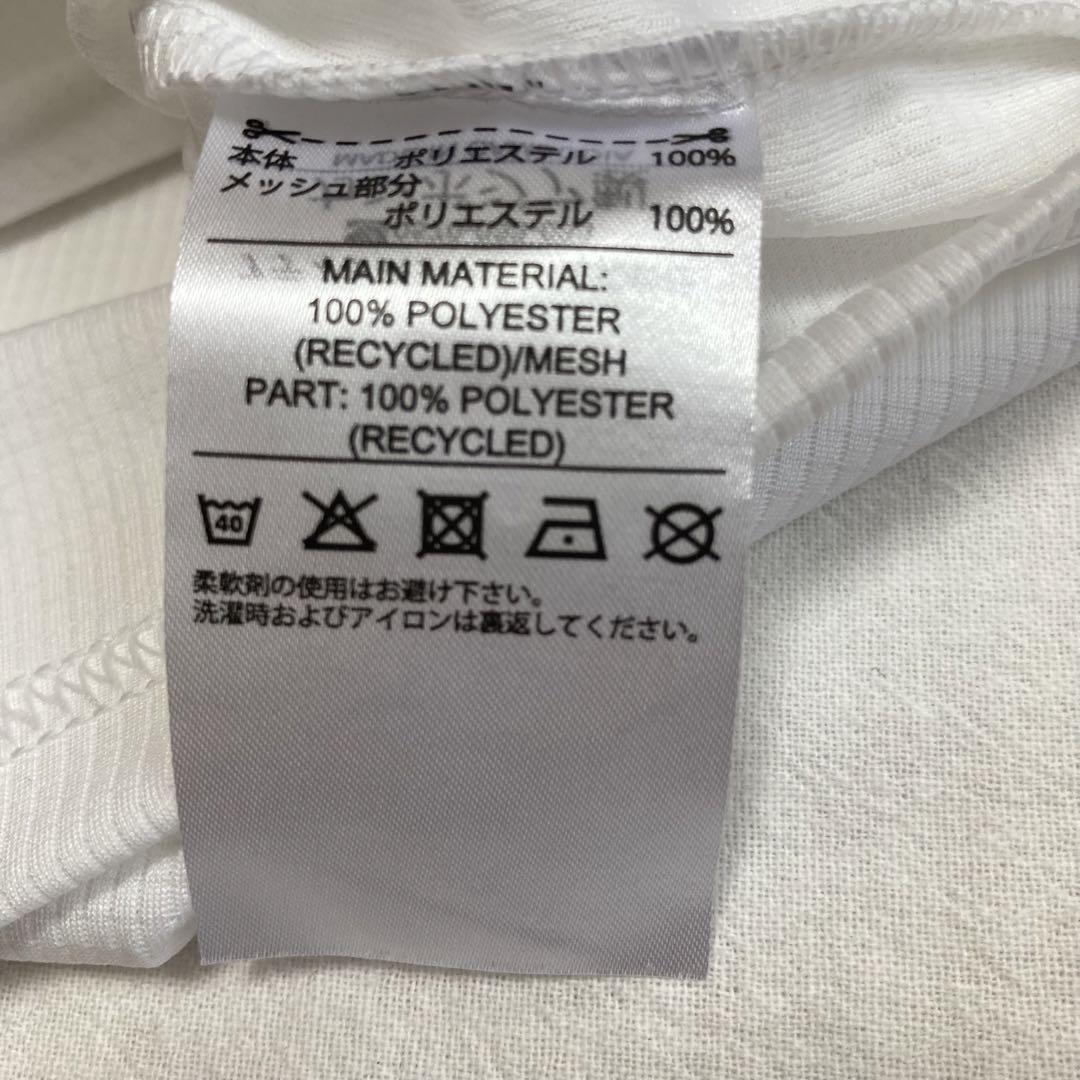 本体 ポリエステル 100%
メッシュ部分
ポリエステル 100%
MAIN MATERIAL:
100% POLYESTER
(RECYCLED)/MESH
PART: 100% POLYESTER
(RECYCLED)
40
柔軟剤の使用はお避け下さい。
洗濯時およびアイロンは裏返してください。